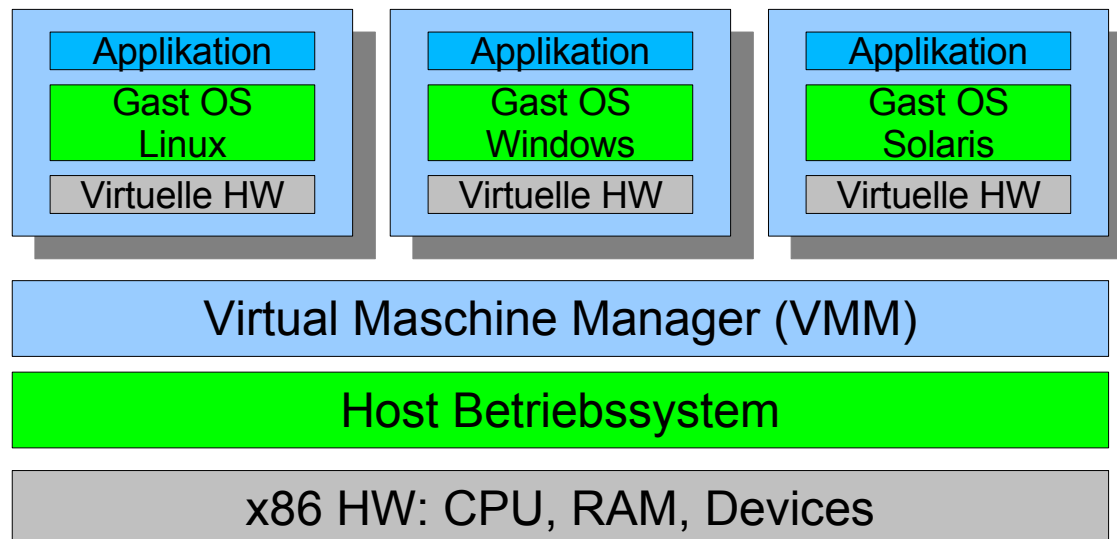 Applikation
Gast OS
Linux
Virtuelle HW
Applikation
Gast OS
Windows
Virtuelle HW
Applikation
Gast OS
Solaris
Virtuelle HW
Virtual Maschine Manager (VMM)
Host Betriebssystem
x86 HW: CPU, RAM, Devices